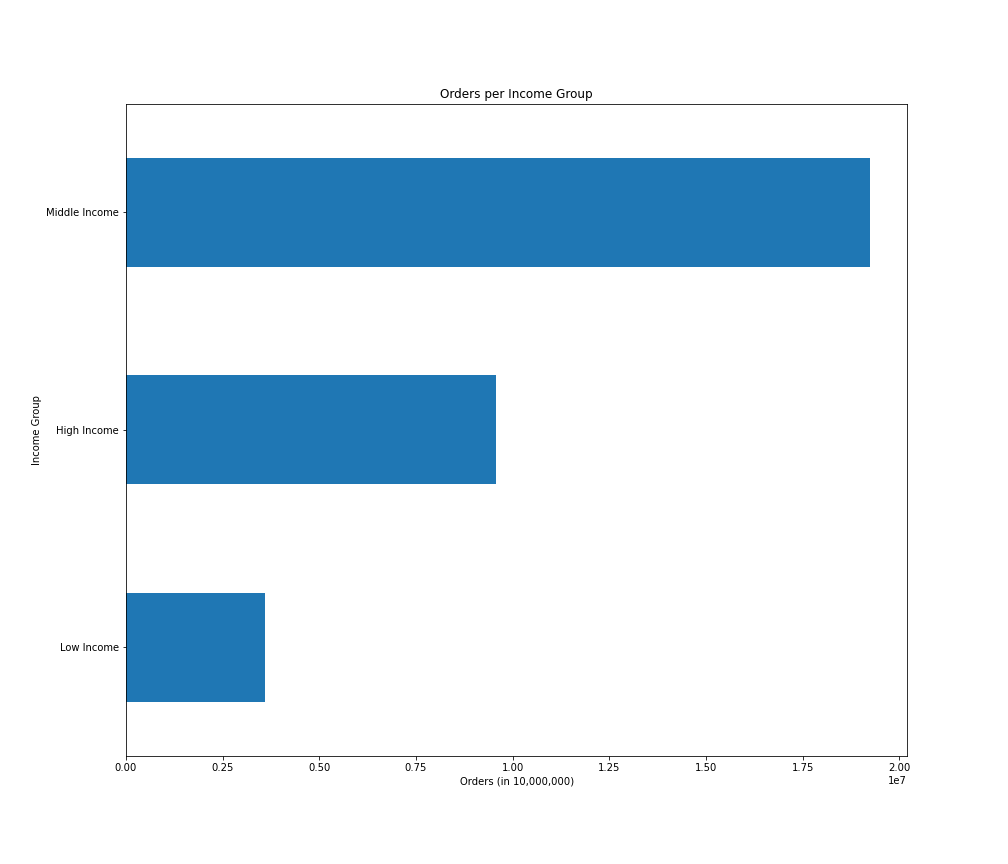 Orders per Income Group
Middle Income
High Income
Low Income
Income Group
0.00 0.25 0.50 0.75 1.00 1.25 1.50 1.75 2.00
1e7
Orders (in 10,000,000)